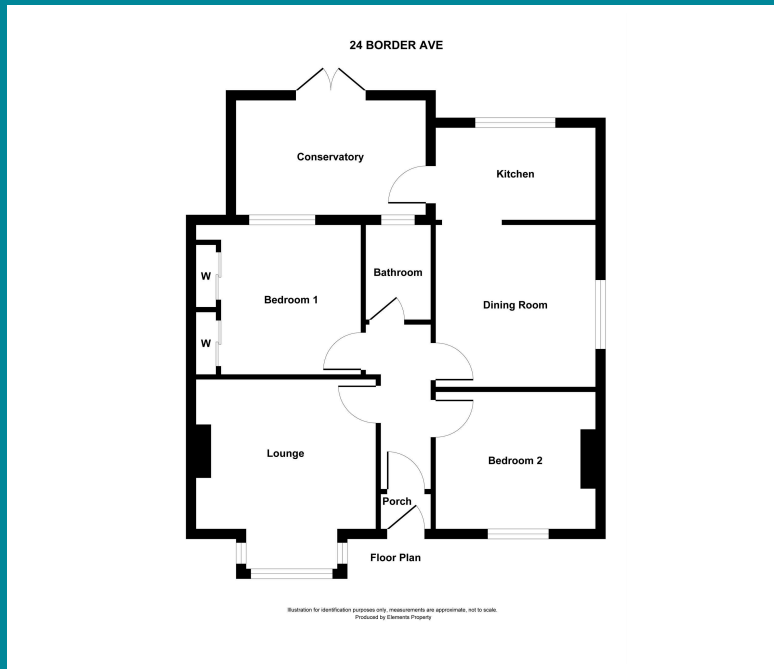 24 BORDER AVE
Conservatory
Kitchen
W
Bathroom
Bedroom 1
Dining Room
W
Lounge
Bedroom 2
Porch
Floor Plan
Illustration for identification purposes only, measurements are approximate, not to scale.
Produced by Elements Property